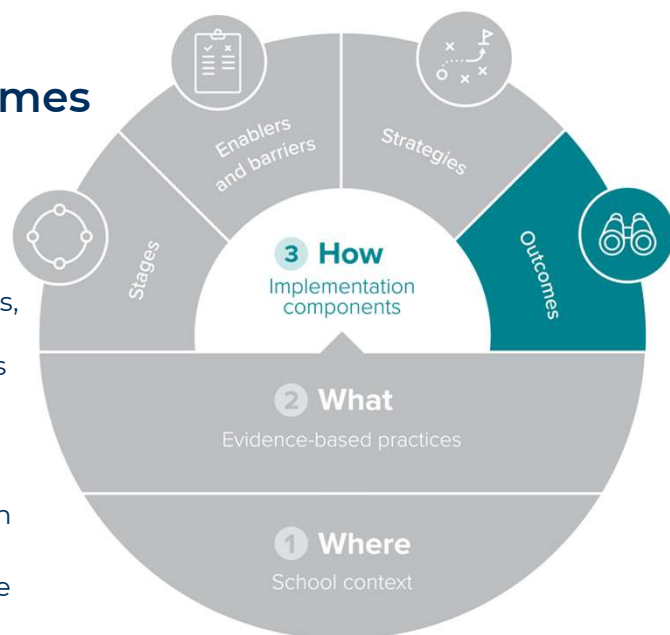 mes
s,
s
n
e
Stages
Enablers
and barriers
Strategies
Outcomes
3 How
Implementation
components
2 What
Evidence-based practices
1 Where
School context